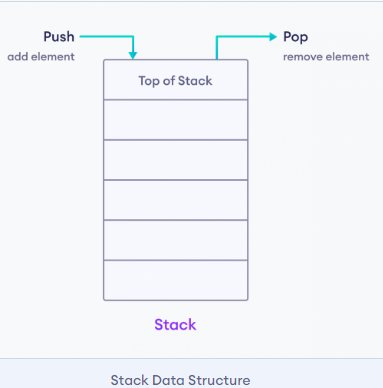 Push
Pop
add element
remove element
Top of Stack
Stack
Stack Data Structure